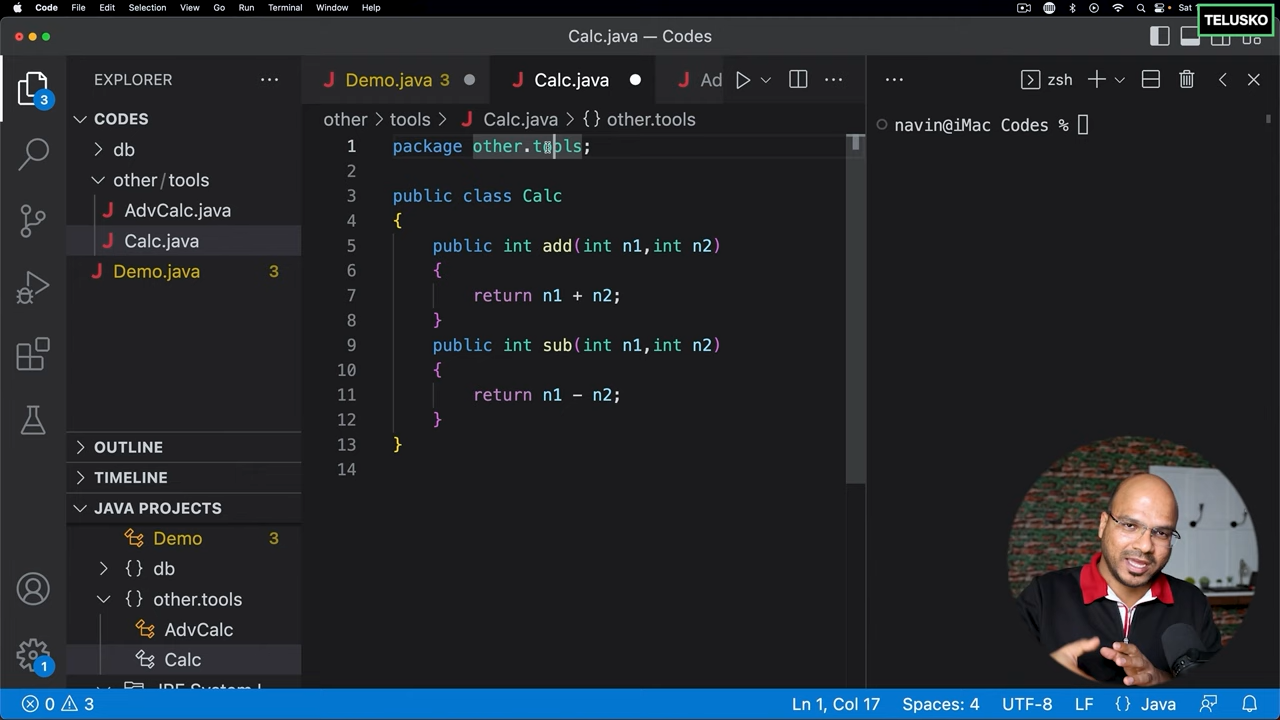 Code File Edit Selection View Go Run Terminal Window Help Sat
TELUSKO
Calc.java — Codes
EXPLORER
CODES
db
other/tools
AdvCalc.java
Calc.java
Demo.java 3
OUTLINE
TIMELINE
JAVA PROJECTS
Demo 3
{} db
{} other.tools
AdvCalc
Calc
3
1
J Demo.java 3 J Calc.java J Ad
other > tools > J Calc.java > {} other.tools
1 package other.tools;
2
3 public class Calc
4 {
5 public int add(int n1,int n2)
6 {
7 return n1 + n2;
8 }
9 public int sub(int n1,int n2)
10 {
11 return n1 - n2;
12 }
13 }
14
zsh
navin@iMac Codes %
0 3 Ln 1, Col 17 Spaces: 4 UTF-8 LF {} Java